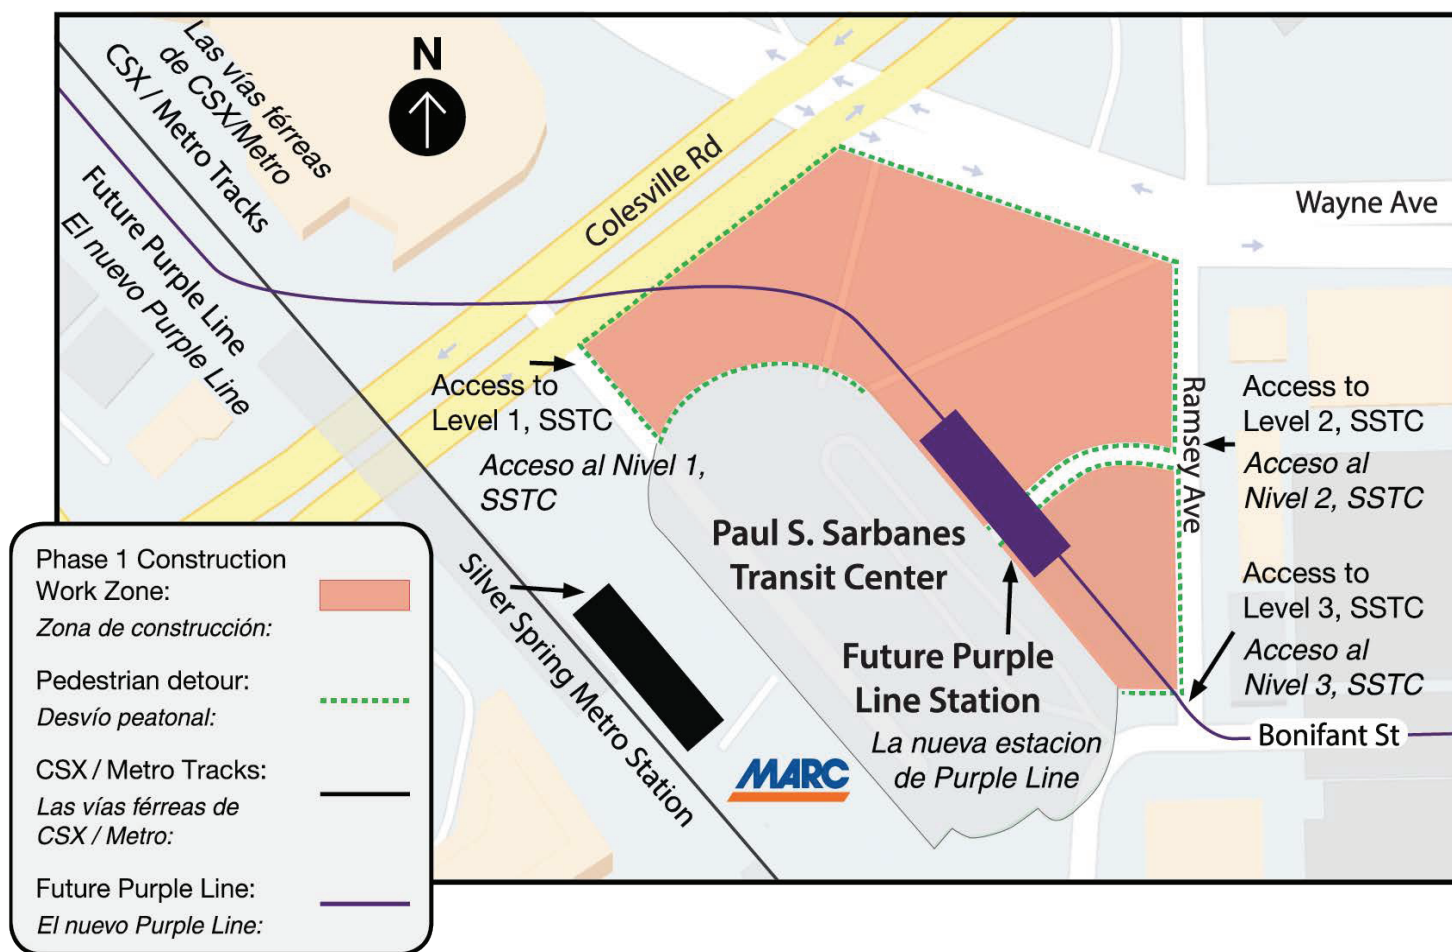 N
Las vías férreas
de CSX/Metro
CSX / Metro Tracks
Future Purple Line
El nuevo Purple Line
Colesville Rd
Wayne Ave
Access to
Level 1, SSTC
Acceso al Nivel 1,
SSTC
Ramsey Ave
Access to
Level 2, SSTC
Acceso al
Nivel 2, SSTC
Paul S. Sarbanes
Transit Center
Access to
Level 3, SSTC
Acceso al
Nivel 3, SSTC
Silver Spring Metro Station
Future Purple
Line Station
La nueva estacion
de Purple Line
Bonifant St
MARC
Phase 1 Construction
Work Zone:
Zona de construcción:
Pedestrian detour:
Desvío peatonal:
CSX / Metro Tracks:
Las vías férreas de
CSX / Metro:
Future Purple Line:
El nuevo Purple Line: